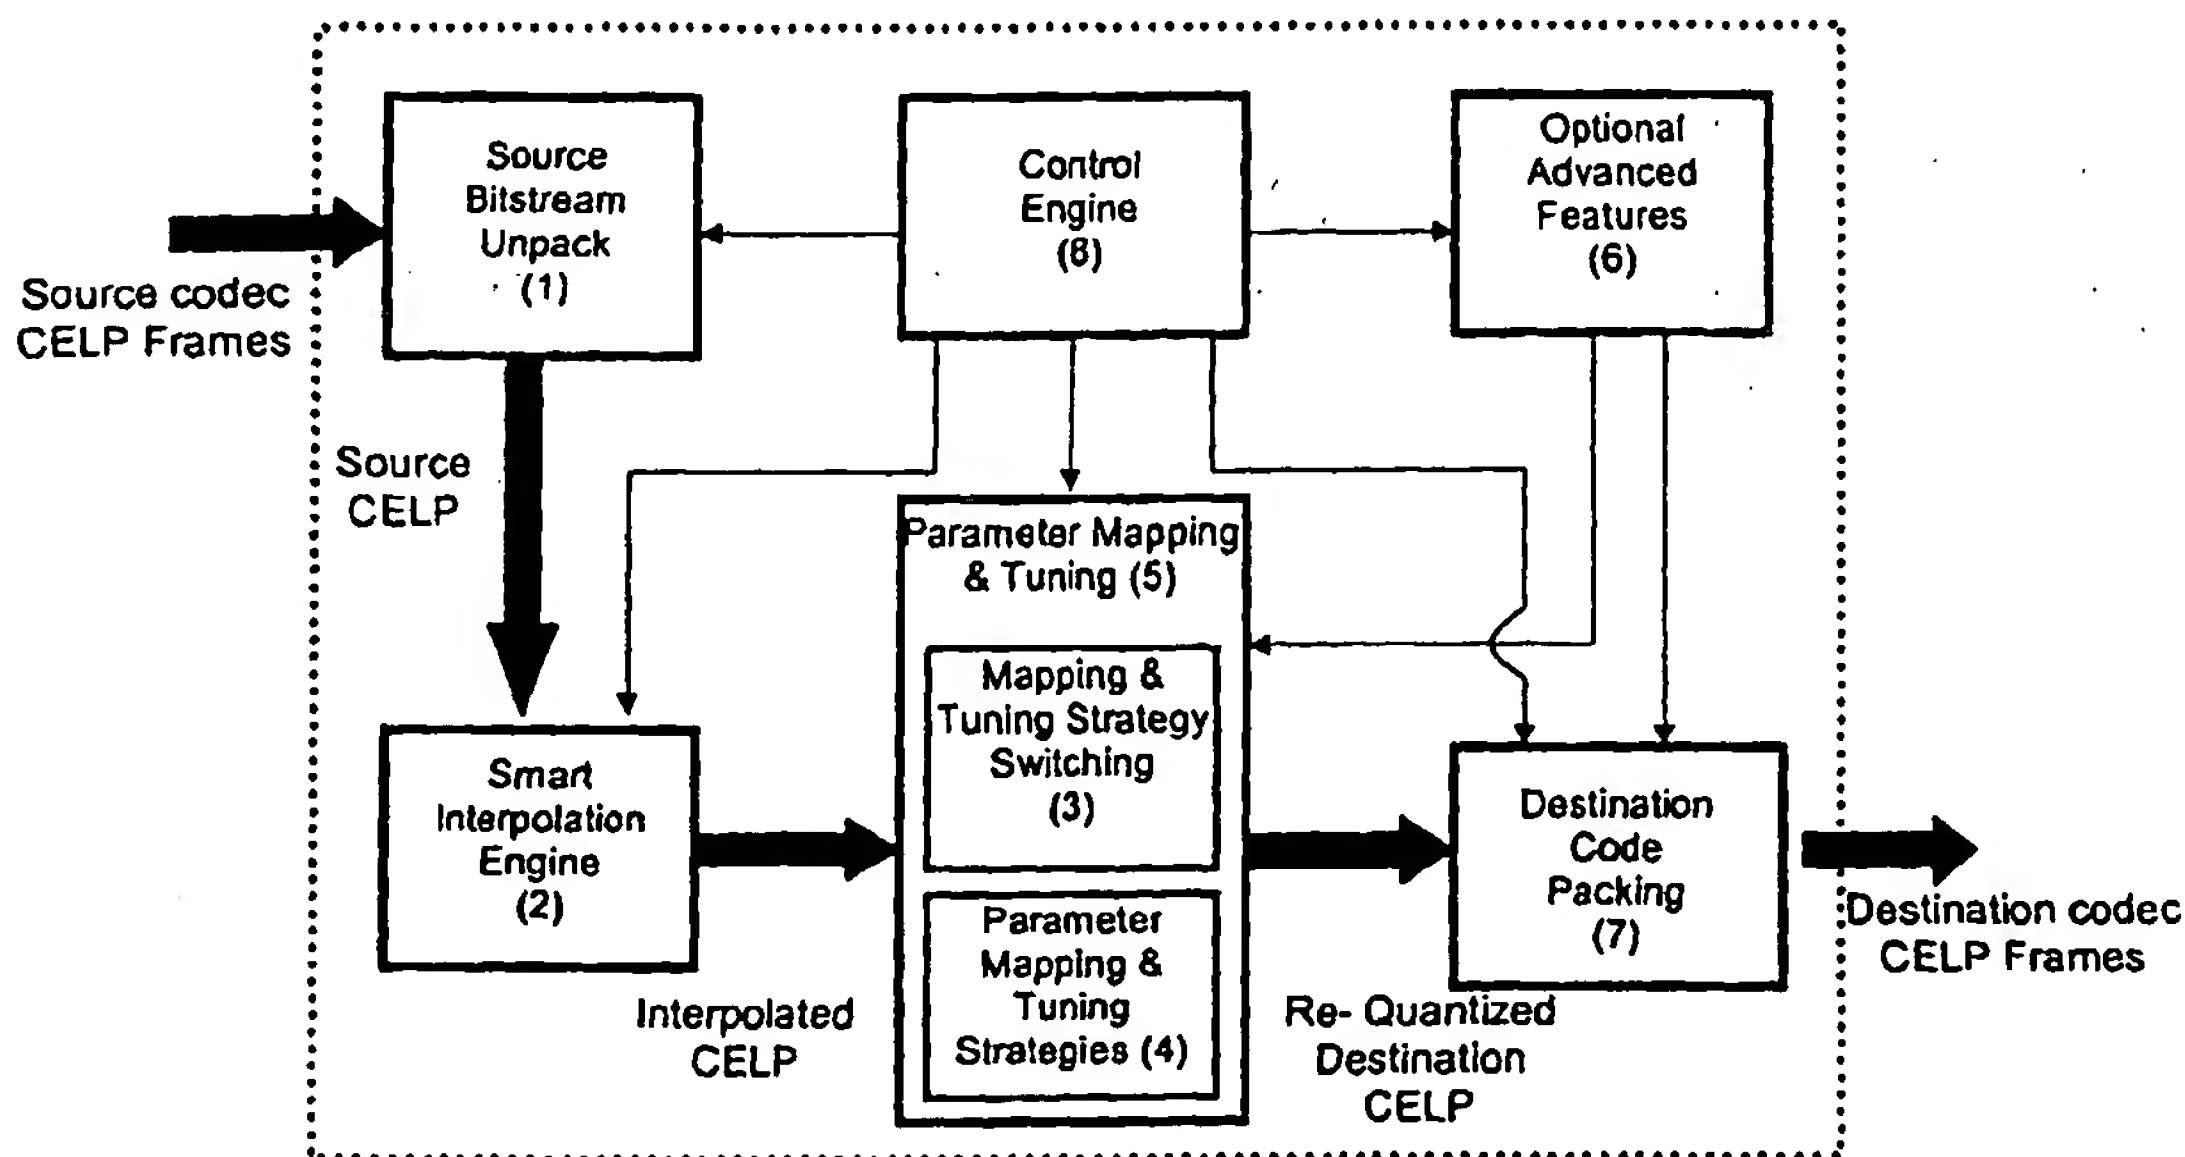 Source
Bitstream
Unpack
(1)
Control
Engine
(8)
Optional
Advanced
Features
(6)
Source codec
CELP Frames
Source
CELP
Parameter Mapping
& Tuning (5)
Mapping &
Tuning Strategy
Switching
(3)
Smart
Interpolation
Engine
(2)
Destination
Code
Packing
(7)
Parameter
Mapping &
Tuning
Strategies (4)
Destination codec
CELP Frames
Interpolated
CELP
Re- Quantized
Destination
CELP